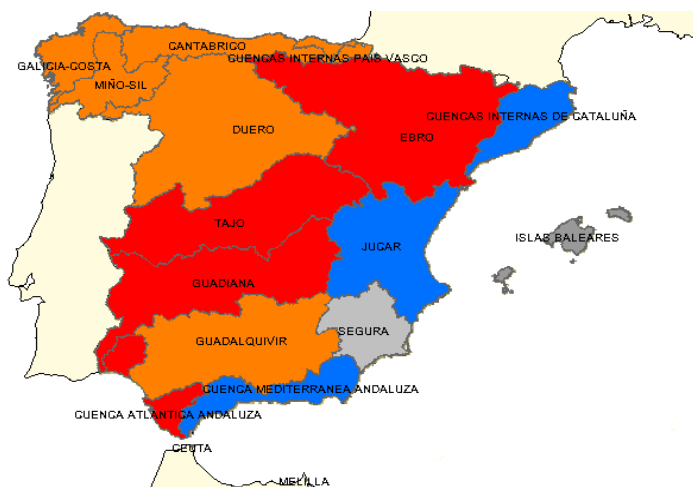 CANTABRICO
CUENCAS INTERNAS PAIS VASCO
GALICIA-COSTA
MIÑO-SIL
CUENCAS INTERNAS DE CATALUÑA
DUERO
EBRO
TAJO
ISLAS BALEARES
JUCAR
GUADIANA
SEGURA
GUADALQUIVIR
CUENCA MEDITERRANEA ANDALUZA
CUENCA ATLANTICA ANDALUZA
CEUTA
MELILLA